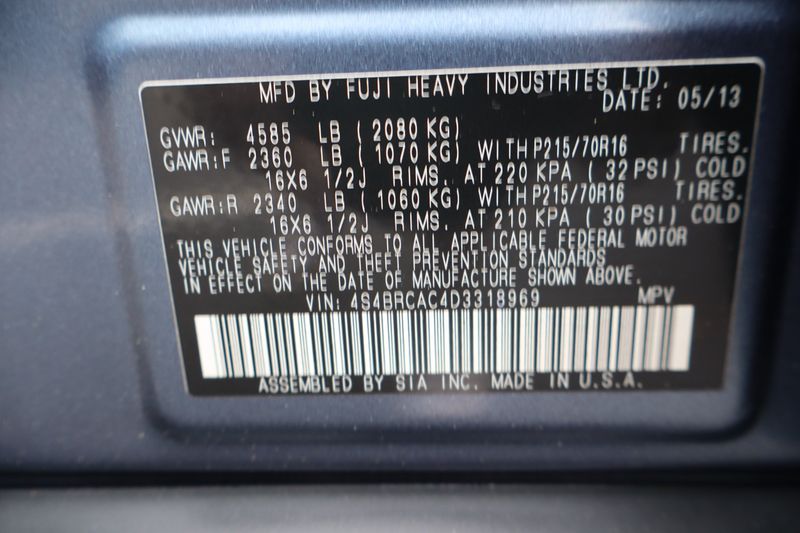 MFD BY FUJI HEAVY INDUSTRIES LTD.
DATE: 05/13
GVWR: 4585 LB ( 2080 KG)
GAWR:F 2360 LB ( 1070 KG) WITH P215/70R16 TIRES.
16X6 1/2J RIMS. AT 220 KPA ( 32 PSI) COLD
GAWR:R 2340 LB ( 1060 KG) WITH P215/70R16 TIRES.
16X6 1/2J RIMS. AT 210 KPA ( 30 PSI) COLD
THIS VEHICLE CONFORMS TO ALL APPLICABLE FEDERAL MOTOR
VEHICLE SAFETY AND THEFT PREVENTION STANDARDS
IN EFFECT ON THE DATE OF MANUFACTURE SHOWN ABOVE.
VIN: 4S4BRCAC4D3318969 MPV
ASSEMBLED BY SIA INC. MADE IN U.S.A.